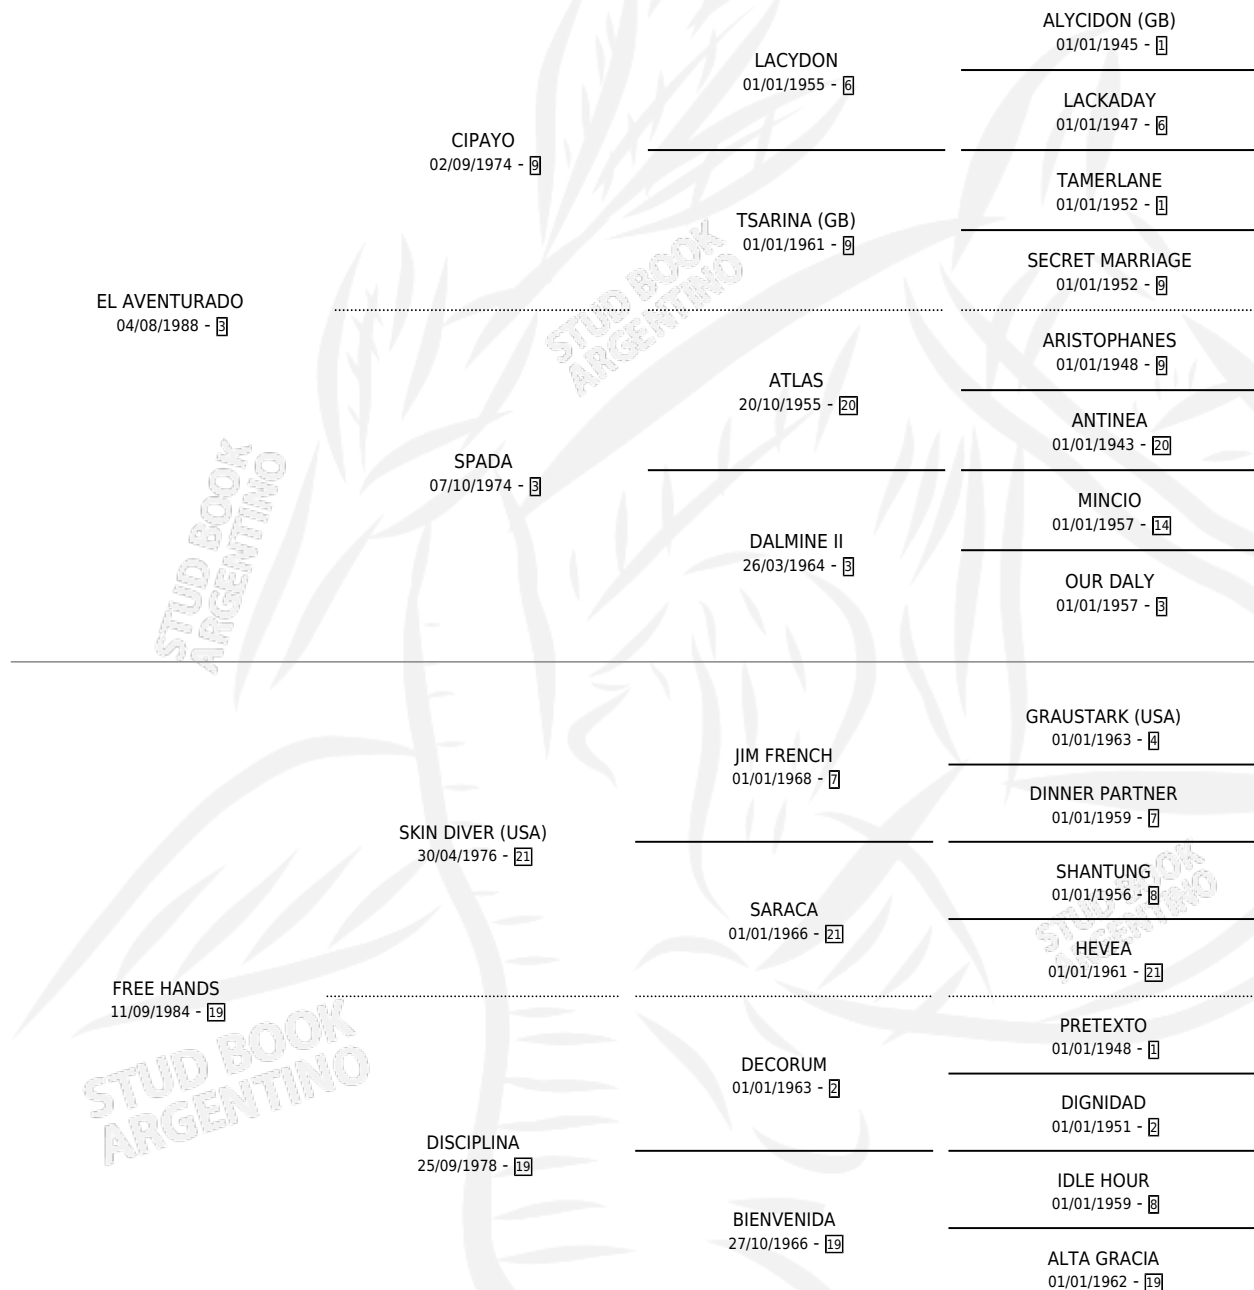 ALYCIDON (GB)
01/01/1945 - 1
LACYDON
01/01/1955 - 6
LACKADAY
01/01/1947 - 6
CIPAYO
02/09/1974 - 9
TAMERLANE
01/01/1952 - 1
TSARINA (GB)
01/01/1961 - 9
SECRET MARRIAGE
01/01/1952 - 9
EL AVENTURADO
04/08/1988 - 3
STUD BOOK
ARGENTINO
ARISTOPHANES
01/01/1948 - 9
ATLAS
20/10/1955 - 20
ANTINEA
01/01/1943 - 20
SPADA
07/10/1974 - 3
MINCIO
01/01/1957 - 14
DALMINE II
26/03/1964 - 3
OUR DALY
01/01/1957 - 3
STUD BOOK
ARGENTINO
GRAUSTARK (USA)
01/01/1963 - 4
JIM FRENCH
01/01/1968 - 7
DINNER PARTNER
01/01/1959 - 7
SKIN DIVER (USA)
30/04/1976 - 21
SHANTUNG
01/01/1956 - 8
SARACA
01/01/1966 - 21
HEVEA
01/01/1961 - 21
STUD BOOK
ARGENTINO
FREE HANDS
11/09/1984 - 19
PRETEXTO
01/01/1948 - 1
DECORUM
01/01/1963 - 2
DIGNIDAD
01/01/1951 - 2
STUD BOOK
ARGENTINO
DISCIPLINA
25/09/1978 - 19
IDLE HOUR
01/01/1959 - 8
BIENVENIDA
27/10/1966 - 19
ALTA GRACIA
01/01/1962 - 19